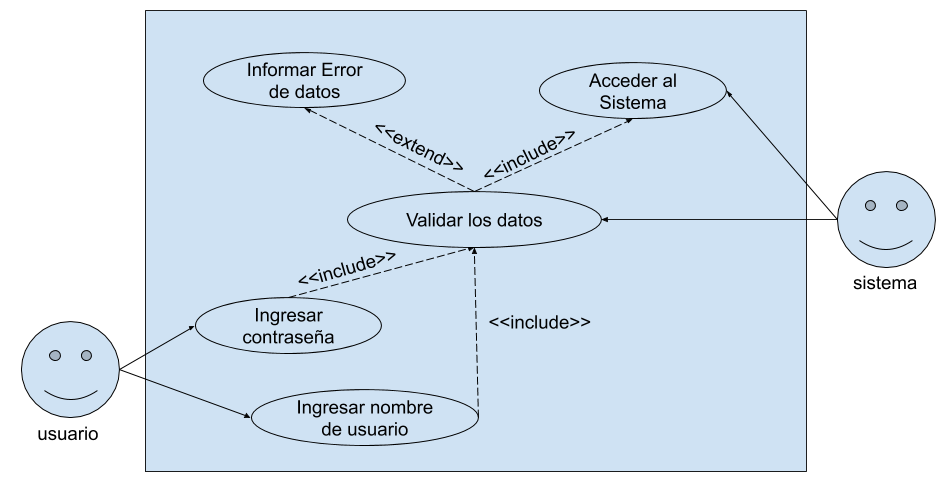 Informar Error
de datos
Acceder al
Sistema
<<extend>>
<<include>>
Validar los datos
sistema
<<include>>
Ingresar
contraseña
<<include>>
Ingresar nombre
de usuario
usuario